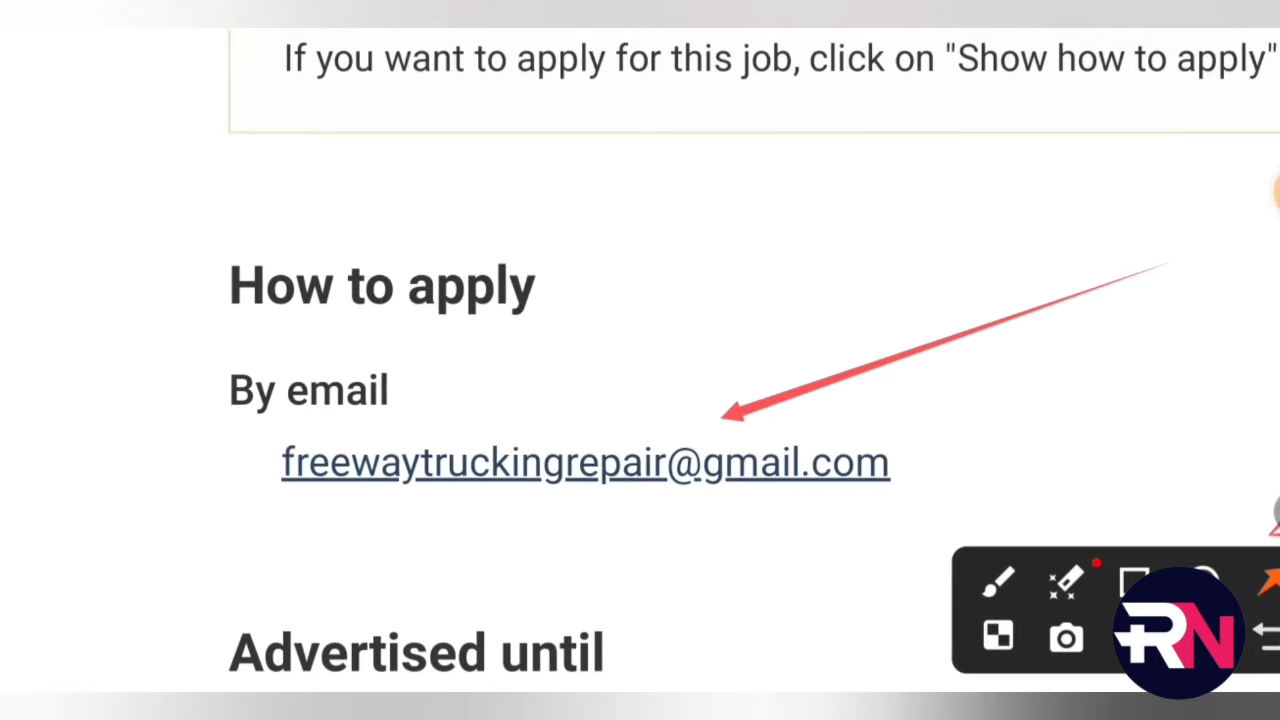 If you want to apply for this job, click on "Show how to apply"
How to apply
By email
freewaytruckingrepair@gmail.com
Advertised until
RN